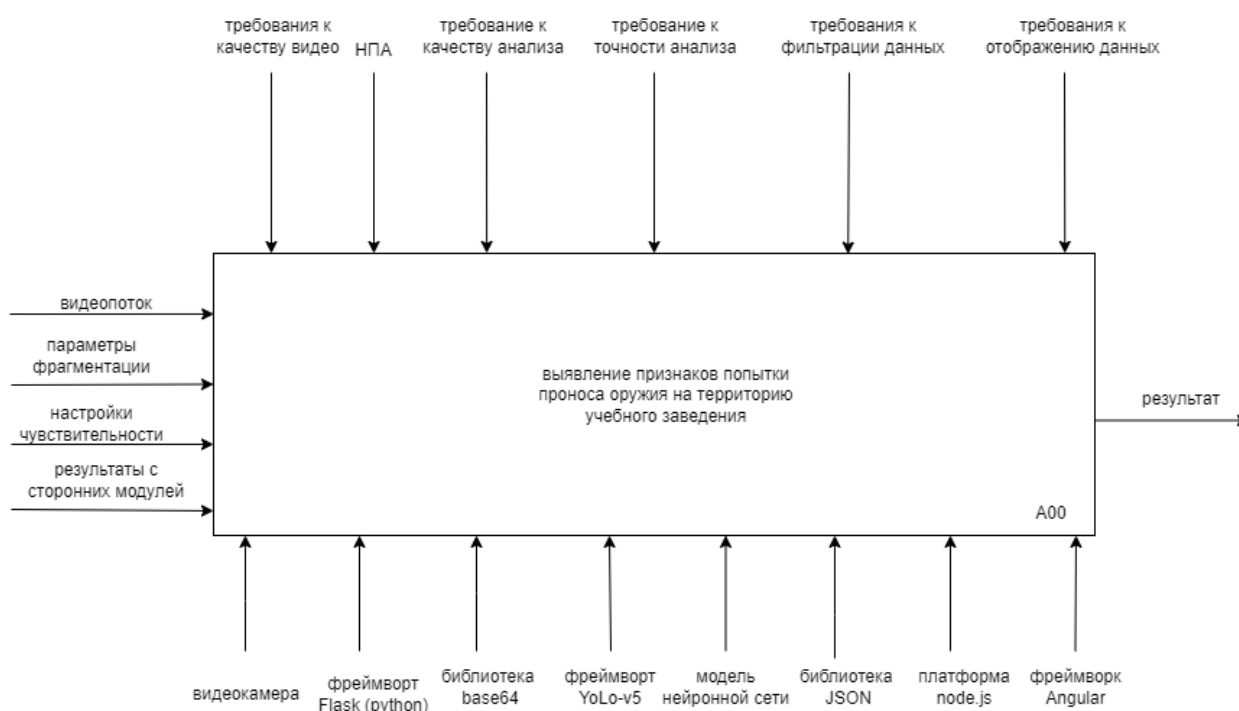 требования к
качеству видео
НПА
требование к
качеству анализа
требование к
точности анализа
требования к
фильтрации данных
требования к
отображению данных
видеопоток
параметры
фрагментации
настройки
чувствительности
результаты с
сторонних модулей
выявление признаков попытки
проноса оружия на территорию
учебного заведения
результат
A00
видеокамера
фреймворт
Flask (python)
библиотека
base64
фреймворт
YoLo-v5
модель
нейронной сети
библиотека
JSON
платформа
node.js
фреймворк
Angular